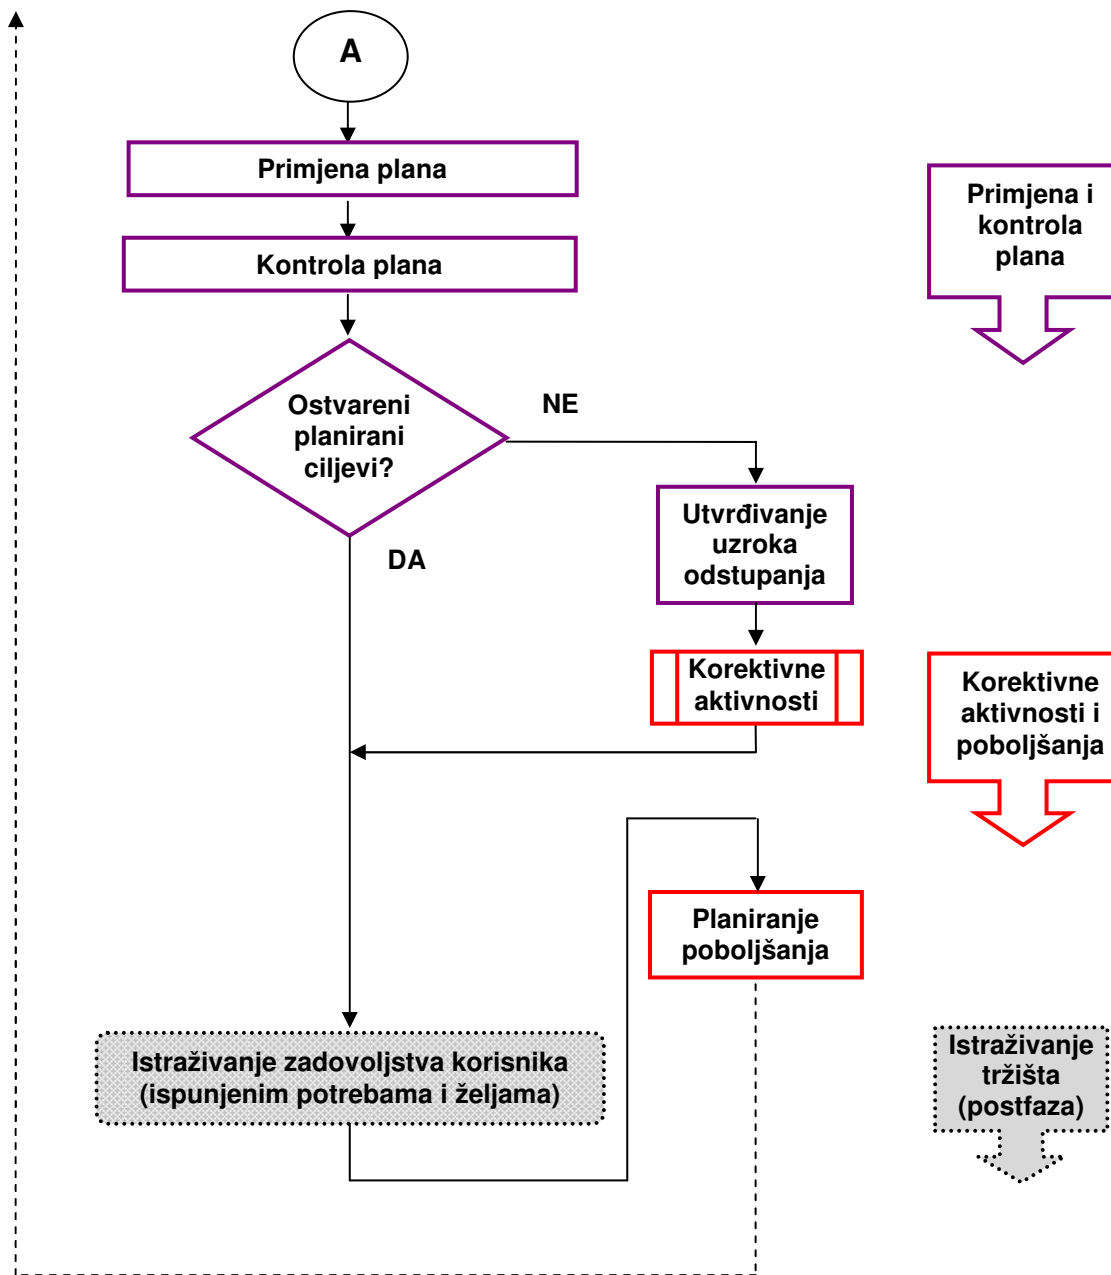 A
Primjena plana
Kontrola plana
Primjena i
kontrola
plana
Ostvareni
planirani
ciljevi?
NE
DA
Utvrđivanje
uzroka
odstupanja
Korektivne
aktivnosti
Korektivne
aktivnosti i
poboljšanja
Planiranje
poboljšanja
Istraživanje zadovoljstva korisnika
(ispunjenim potrebama i željama)
Istraživanje
tržišta
(postfaza)